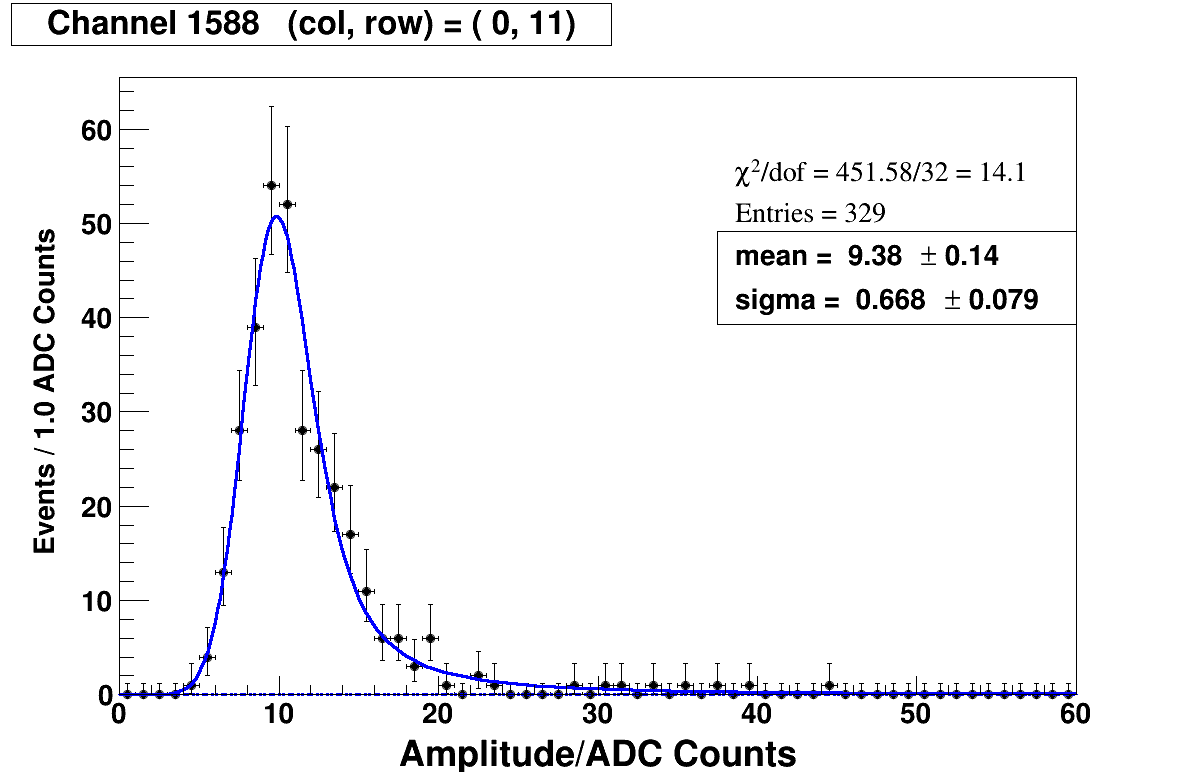 Channel 1588 (col, row) = ( 0, 11)
χ²/dof = 451.58/32 = 14.1
Entries = 329
mean = 9.38 ± 0.14
sigma = 0.668 ± 0.079
Events / 1.0 ADC Counts
60
50
40
30
20
10
0
0 10 20 30 40 50 60
Amplitude/ADC Counts